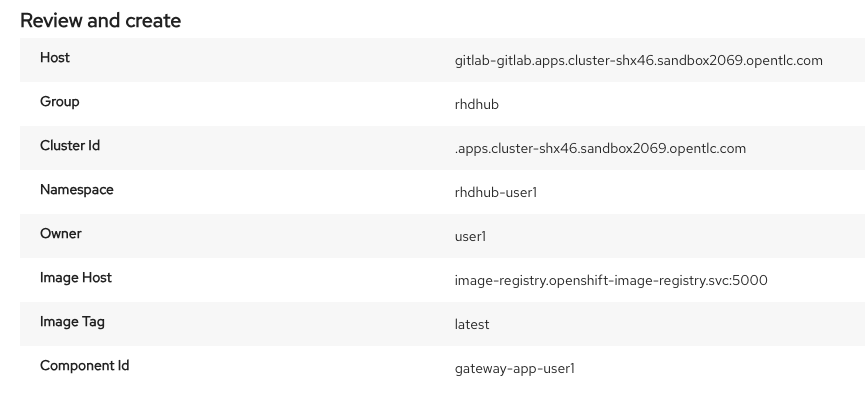 Review and create
Host gitlab-gitlab.apps.cluster-shx46.sandbox2069.opentlc.com
Group rhdhub
Cluster Id .apps.cluster-shx46.sandbox2069.opentlc.com
Namespace rhdhub-user1
Owner user1
Image Host image-registry.openshift-image-registry.svc:5000
Image Tag latest
Component Id gateway-app-user1